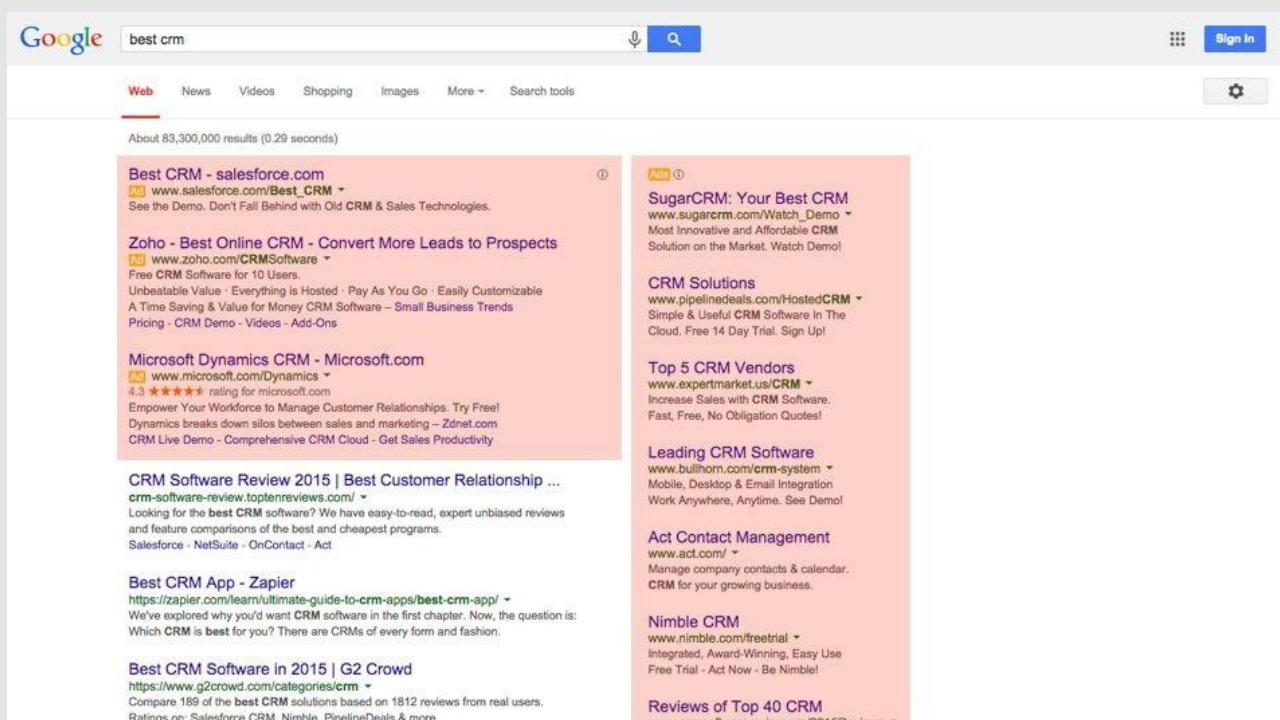 Google
best crm
Sign in
Web News Videos Shopping Images More Search tools
About 83,300,000 results (0.29 seconds)
Best CRM - salesforce.com
Ad www.salesforce.com/Best_CRM
See the Demo. Don't Fall Behind with Old CRM & Sales Technologies.
Zoho - Best Online CRM - Convert More Leads to Prospects
Ad www.zoho.com/CRMSoftware
Free CRM Software for 10 Users.
Unbeatable Value · Everything is Hosted · Pay As You Go · Easily Customizable
A Time Saving & Value for Money CRM Software – Small Business Trends
Pricing - CRM Demo - Videos - Add-Ons
Microsoft Dynamics CRM - Microsoft.com
Ad www.microsoft.com/Dynamics
4.3 ★★★★★ rating for microsoft.com
Empower Your Workforce to Manage Customer Relationships. Try Free!
Dynamics breaks down silos between sales and marketing – Zdnet.com
CRM Live Demo - Comprehensive CRM Cloud - Get Sales Productivity
CRM Software Review 2015 | Best Customer Relationship ...
crm-software-review.toptenreviews.com/
Looking for the best CRM software? We have easy-to-read, expert unbiased reviews
and feature comparisons of the best and cheapest programs.
Salesforce - NetSuite - OnContact - Act
Best CRM App - Zapier
https://zapier.com/learn/ultimate-guide-to-crm-apps/best-crm-app/
We've explored why you'd want CRM software in the first chapter. Now, the question is:
Which CRM is best for you? There are CRMs of every form and fashion.
Best CRM Software in 2015 | G2 Crowd
https://www.g2crowd.com/categories/crm
Compare 189 of the best CRM solutions based on 1812 reviews from real users.
Ratings on: Salesforce CRM, Nimble, PipelineDeals & more
Ads
SugarCRM: Your Best CRM
www.sugarcrm.com/Watch_Demo
Most Innovative and Affordable CRM
Solution on the Market. Watch Demo!
CRM Solutions
www.pipelinedeals.com/HostedCRM
Simple & Useful CRM Software In The
Cloud. Free 14 Day Trial. Sign Up!
Top 5 CRM Vendors
www.expertmarket.us/CRM
Increase Sales with CRM Software.
Fast, Free, No Obligation Quotes!
Leading CRM Software
www.bullhorn.com/crm-system
Mobile, Desktop & Email Integration
Work Anywhere, Anytime. See Demo!
Act Contact Management
www.act.com/
Manage company contacts & calendar.
CRM for your growing business.
Nimble CRM
www.nimble.com/freetrial
Integrated, Award-Winning, Easy Use
Free Trial - Act Now - Be Nimble!
Reviews of Top 40 CRM